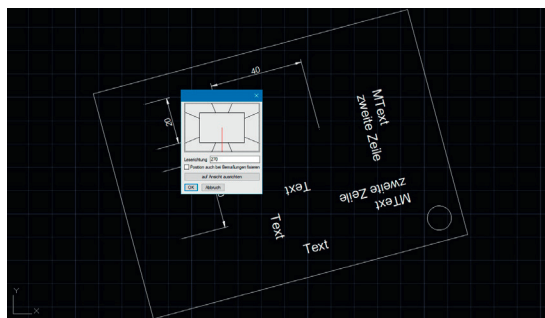 40
20
MText
zweite Zeile
Leserichtung 270
Position auch bei Bemaßungen fixieren
auf Ansicht ausrichten
OK
Abbruch
Text
MText
zweite Zeile
Text
Text
Y
X